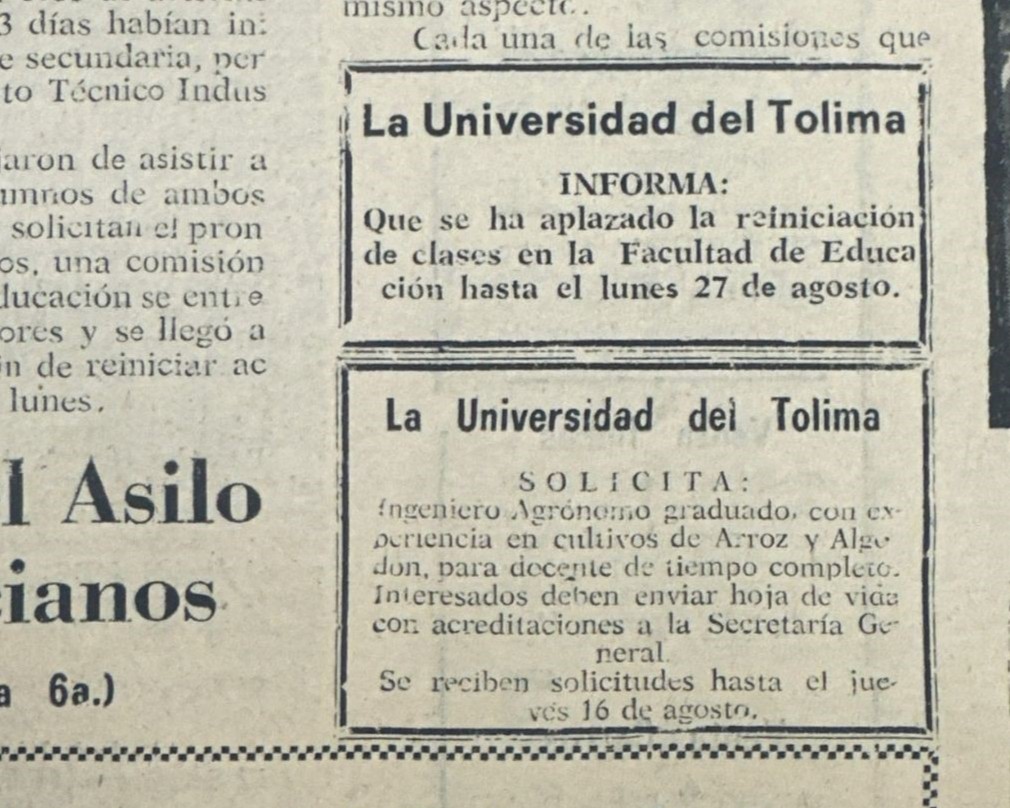 3 días habían in
e secundaria, per
to Técnico Indus
aron de asistir a
umnos de ambos
solicitan el pron
os, una comisión
ducación se entre
ores y se llegó a
n de reiniciar ac
lunes.
l Asilo
cianos
a 6a.)
mismo aspecto.
Cada una de las comisiones que
La Universidad del Tolima
INFORMA:
Que se ha aplazado la reiniciación
de clases en la Facultad de Educa
ción hasta el lunes 27 de agosto.
La Universidad del Tolima
SOLICITA:
Ingeniero Agrónomo graduado, con ex-
periencia en cultivos de Arroz y Algo-
dón, para docente de tiempo completo.
Interesados deben enviar hoja de vida
con acreditaciones a la Secretaría Ge-
neral.
Se reciben solicitudes hasta el jue-
ves 16 de agosto.